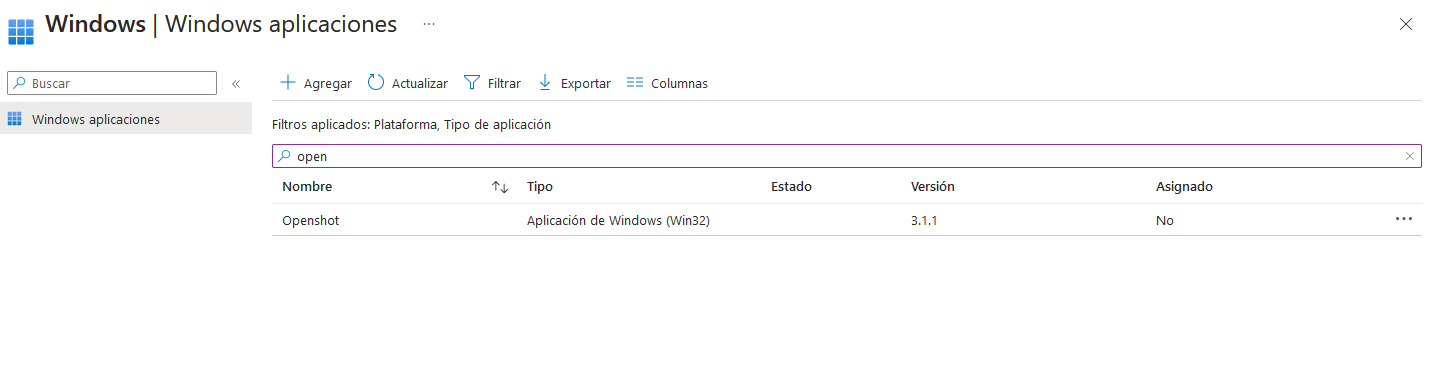 Windows | Windows aplicaciones ...
Buscar
«
Windows aplicaciones
Agregar Actualizar Filtrar Exportar Columnas
Filtros aplicados: Plataforma, Tipo de aplicación
open
Nombre Tipo Estado Versión Asignado
Openshot Aplicación de Windows (Win32) 3.1.1 No ...